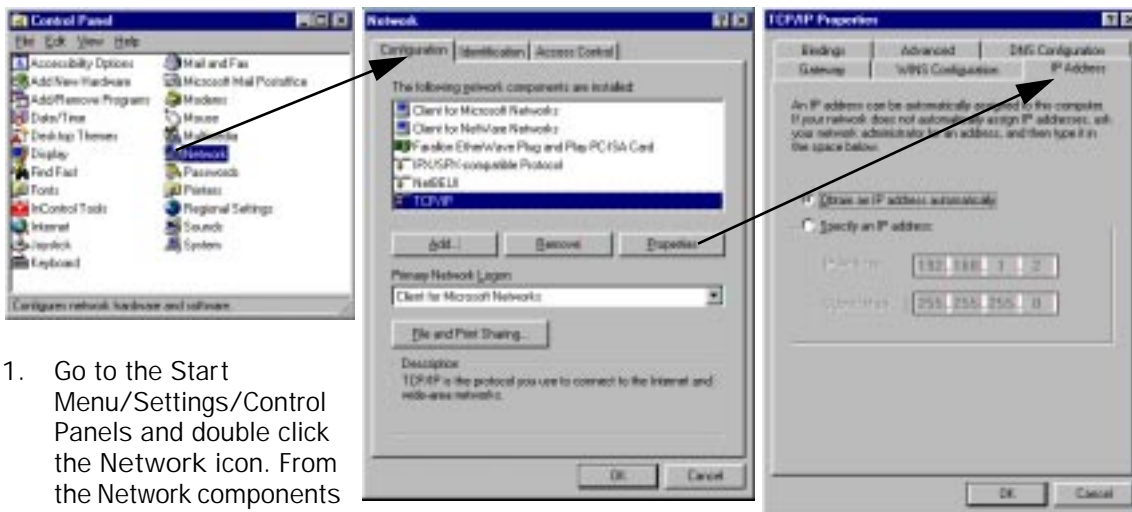 Control Panel
File Edit View Help
Accessibility Options
Add New Hardware
Add/Remove Programs
Date/Time
Desktop Themes
Display
Find Fast
Fonts
InControl Tools
Internet
Joystick
Keyboard
Mail and Fax
Microsoft Mail Postoffice
Modems
Mouse
Multimedia
Network
Passwords
Printers
Regional Settings
Sounds
System
Configures network hardware and software.
Network
Configuration Identification Access Control
The following network components are installed:
Client for Microsoft Networks
Client for NetWare Networks
Farallon EtherWave Plug and Play PC ISA Card
IPX/SPX-compatible Protocol
NetBEUI
TCP/IP
Add... Remove Properties
Primary Network Logon:
Client for Microsoft Networks
File and Print Sharing...
Description
TCP/IP is the protocol you use to connect to the Internet and
wide-area networks.
OK Cancel
TCP/IP Properties
Bindings Advanced DNS Configuration
Gateway WINS Configuration IP Address
An IP address can be automatically assigned to this computer.
If your network does not automatically assign IP addresses, ask
your network administrator for an address, and then type it in
the space below.
Obtain an IP address automatically
Specify an IP address:
192.168.1.2
255.255.255.0
OK Cancel
1. Go to the Start
Menu/Settings/Control
Panels and double click
the Network icon. From
the Network components